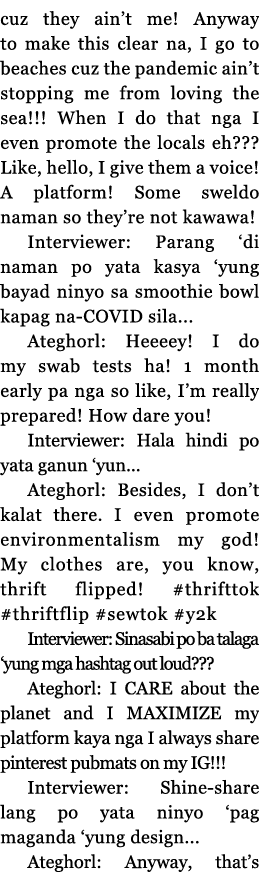 cuz they ain’t me! Anyway
to make this clear na, I go to
beaches cuz the pandemic ain’t
stopping me from loving the
sea!!! When I do that nga I
even promote the locals eh???
Like, hello, I give them a voice!
A platform! Some sweldo
naman so they’re not kawawa!
Interviewer: Parang ‘di
naman po yata kasya ‘yung
bayad ninyo sa smoothie bowl
kapag na-COVID sila...
Ateghorl: Heeeey! I do
my swab tests ha! 1 month
early pa nga so like, I’m really
prepared! How dare you!
Interviewer: Hala hindi po
yata ganun ‘yun...
Ateghorl: Besides, I don’t
kalat there. I even promote
environmentalism my god!
My clothes are, you know,
thrift flipped! #thrifttok
#thriftflip #sewtok #y2k
Interviewer: Sinasabi po ba talaga
‘yung mga hashtag out loud???
Ateghorl: I CARE about the
planet and I MAXIMIZE my
platform kaya nga I always share
pinterest pubmats on my IG!!!
Interviewer: Shine-share
lang po yata ninyo ‘pag
maganda ‘yung design...
Ateghorl: Anyway, that’s